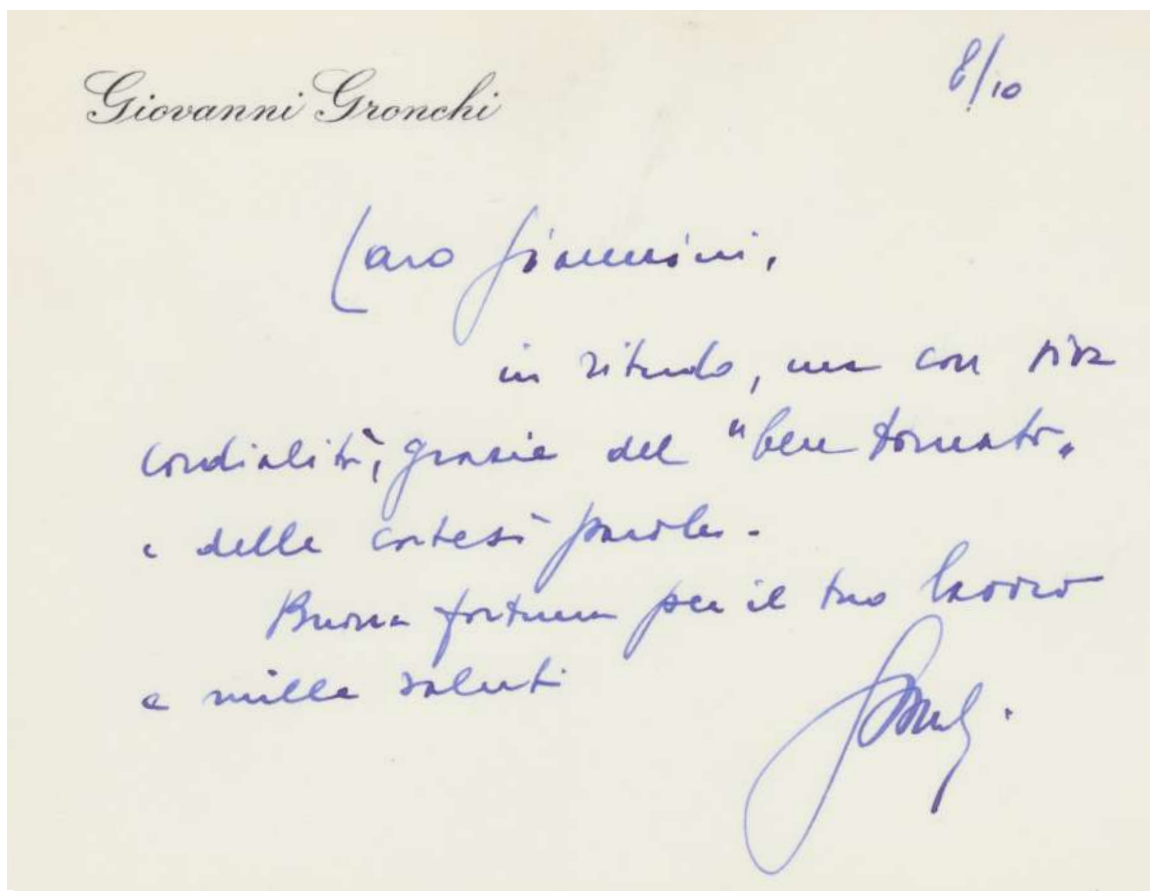 Giovanni Gronchi
8/10
Caro Giannini,
in ritardo, ma con viva
cordialità, grazie del "ben tornato"
e delle cortesi parole.
Buona fortuna per il tuo lavoro
e mille saluti
Gronchi